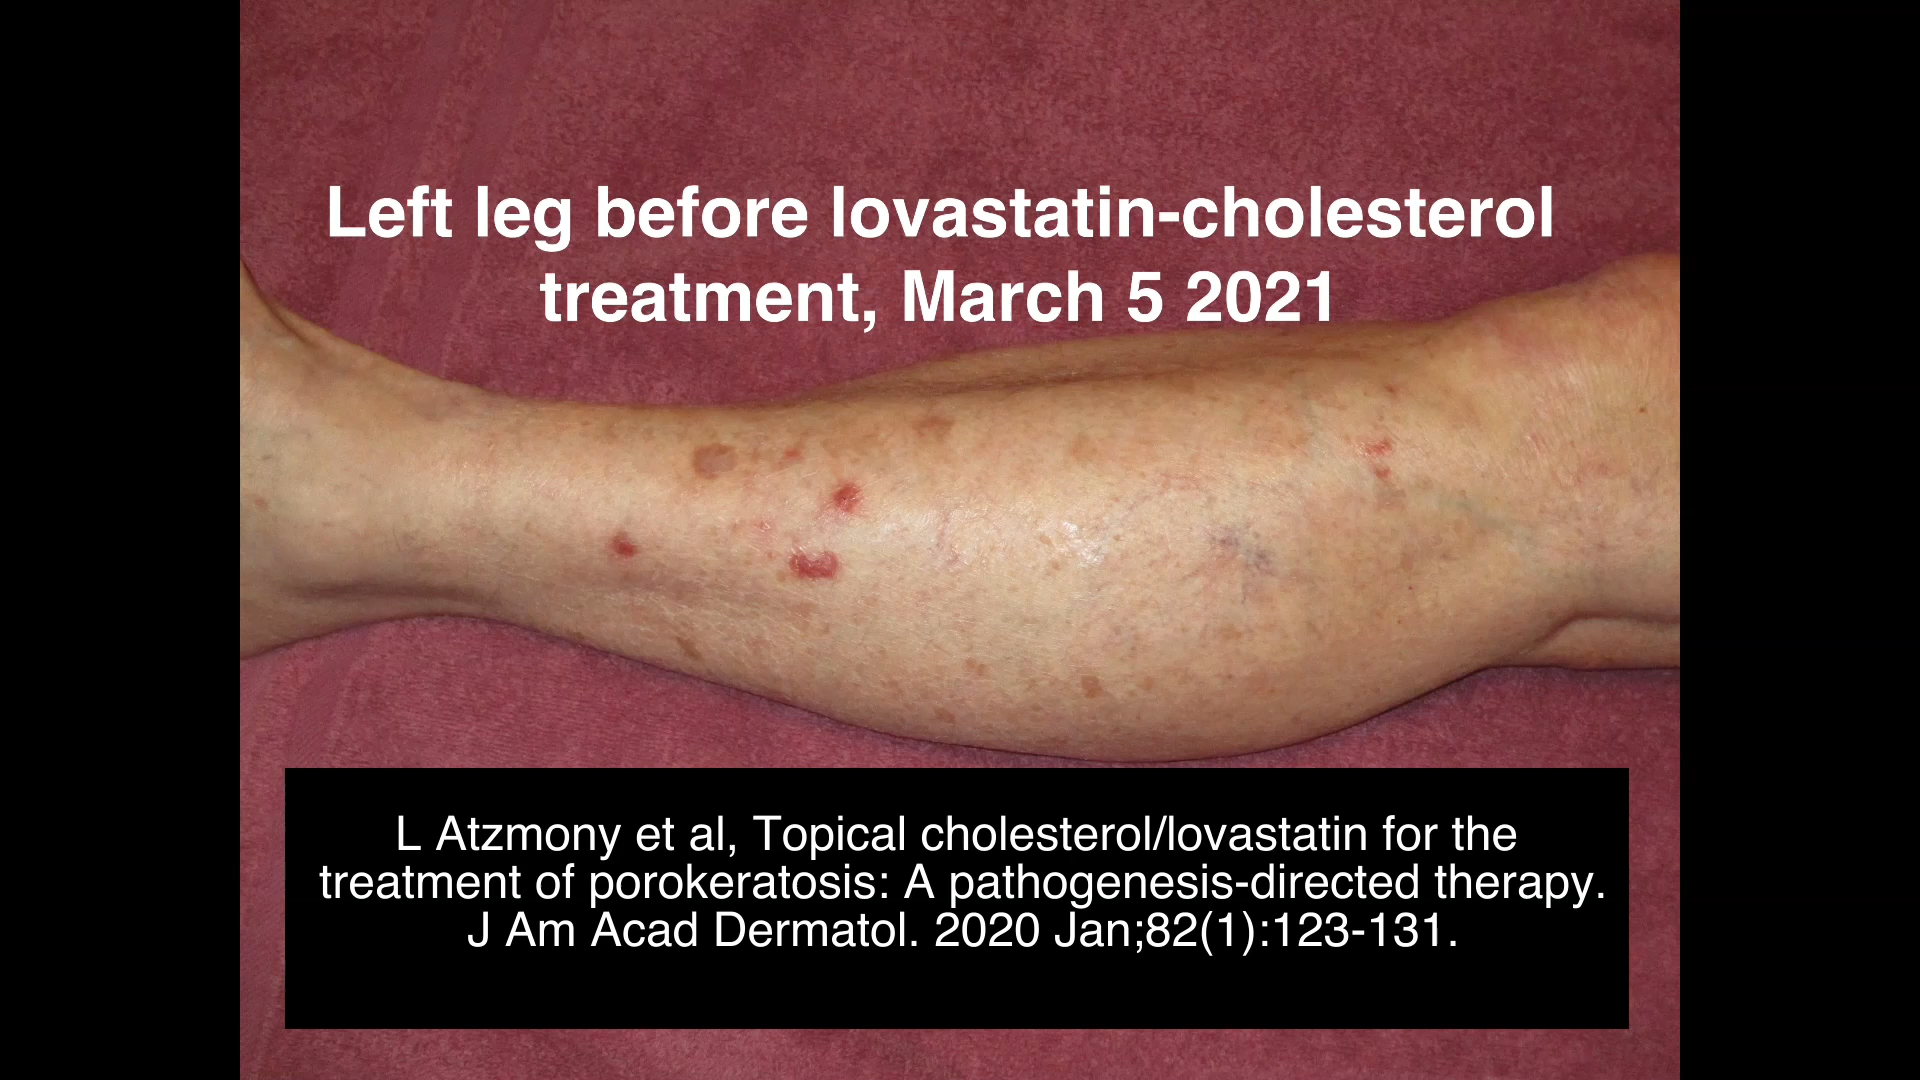 Left leg before lovastatin-cholesterol
treatment, March 5 2021
L Atzmony et al, Topical cholesterol/lovastatin for the
treatment of porokeratosis: A pathogenesis-directed therapy.
J Am Acad Dermatol. 2020 Jan;82(1):123-131.